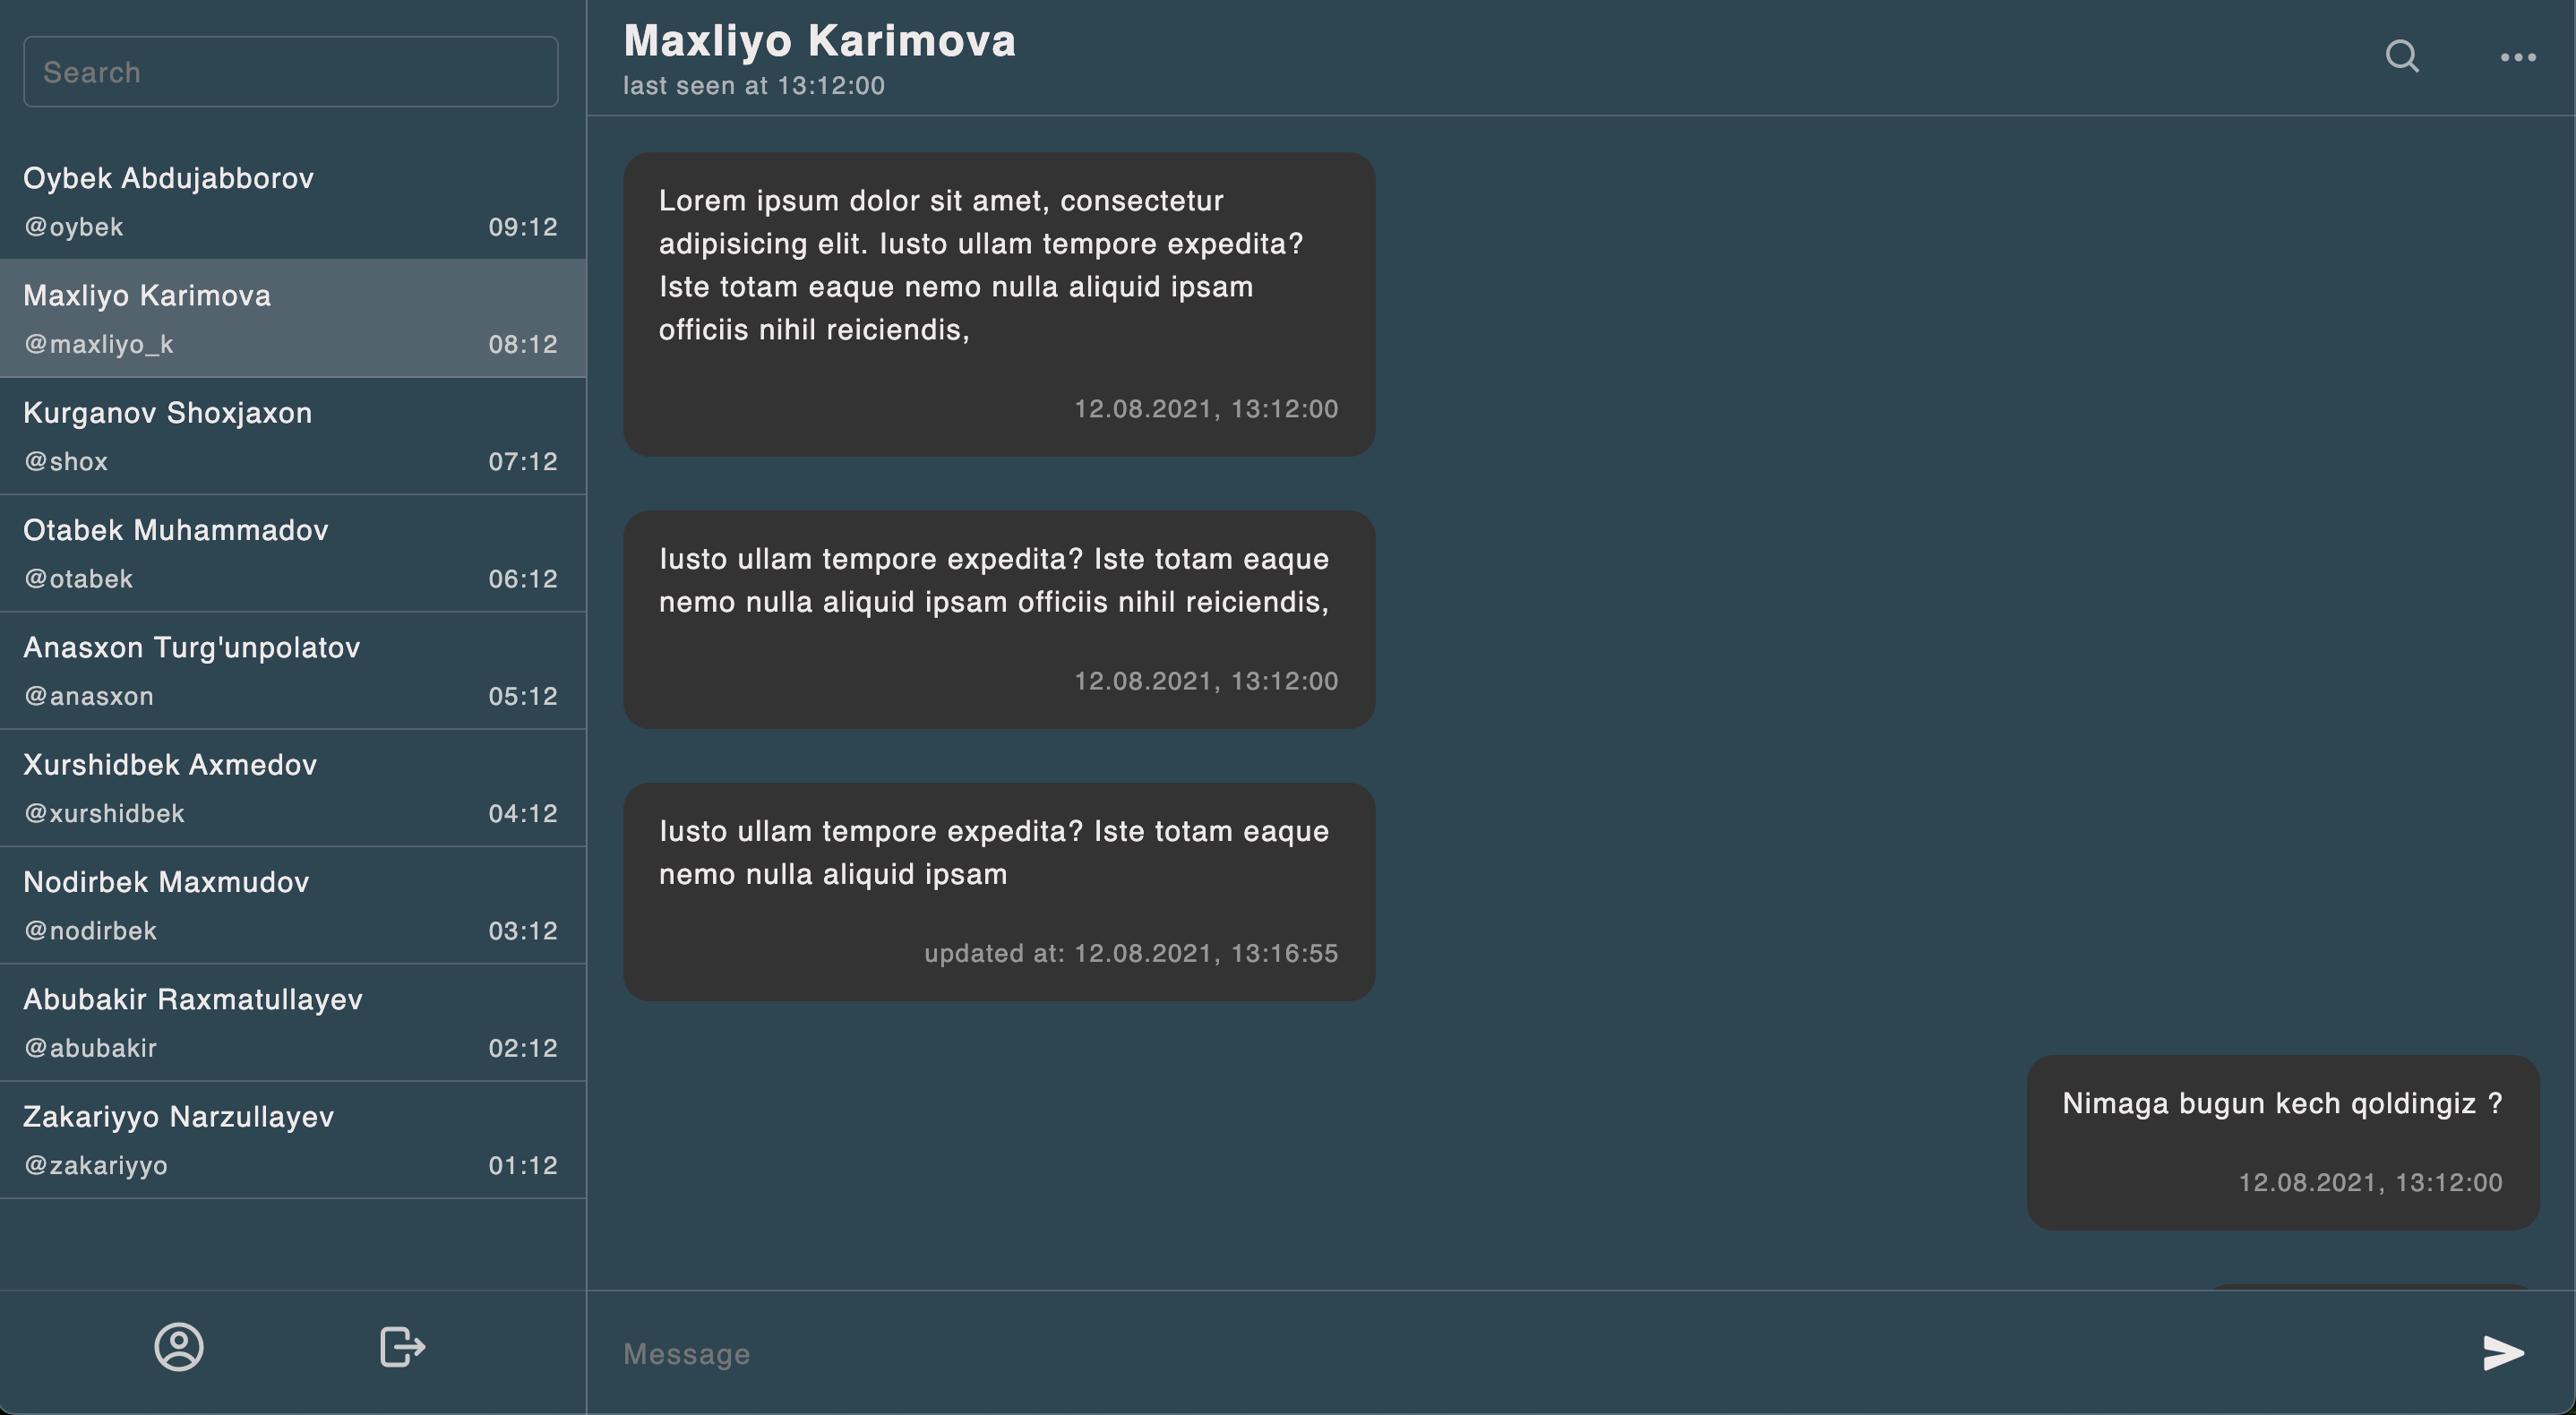 Search
Oybek Abdujabborov
@oybek 09:12
Maxliyo Karimova
@maxliyo_k 08:12
Kurganov Shoxjaxon
@shox 07:12
Otabek Muhammadov
@otabek 06:12
Anasxon Turg'unpolatov
@anasxon 05:12
Xurshidbek Axmedov
@xurshidbek 04:12
Nodirbek Maxmudov
@nodirbek 03:12
Abubakir Raxmatullayev
@abubakir 02:12
Zakariyyo Narzullayev
@zakariyyo 01:12
Maxliyo Karimova
last seen at 13:12:00
Lorem ipsum dolor sit amet, consectetur
adipisicing elit. Iusto ullam tempore expedita?
Iste totam eaque nemo nulla aliquid ipsam
officiis nihil reiciendis,
12.08.2021, 13:12:00
Iusto ullam tempore expedita? Iste totam eaque
nemo nulla aliquid ipsam officiis nihil reiciendis,
12.08.2021, 13:12:00
Iusto ullam tempore expedita? Iste totam eaque
nemo nulla aliquid ipsam
updated at: 12.08.2021, 13:16:55
Nimaga bugun kech qoldingiz ?
12.08.2021, 13:12:00
Message